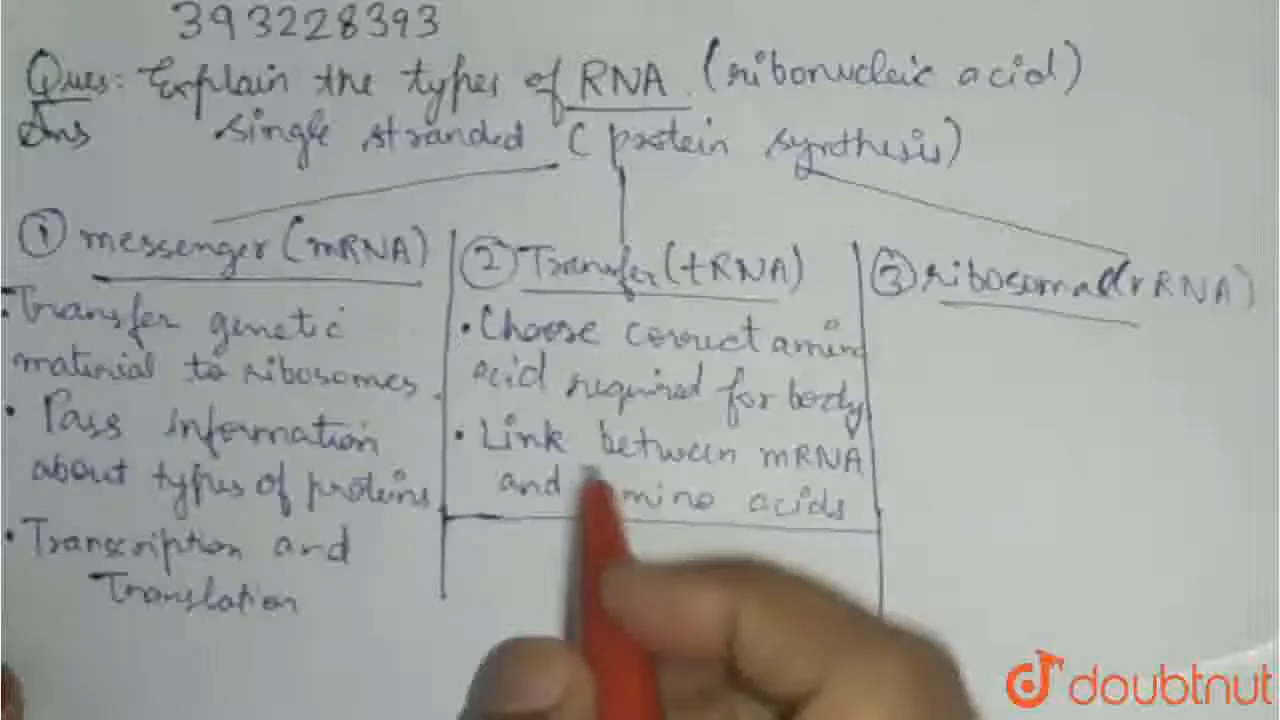 393228393
Ques: Explain the types of RNA. (ribonucleic acid)
Ans single stranded (protein synthesis)
① messenger (mRNA)
• Transfer genetic
material to ribosomes.
• Pass information
about types of proteins
• Transcription and
Translation
② Transfer (tRNA)
• Choose correct amino
acid required for body
• Link between mRNA
and amino acids
③ ribosomal (rRNA)
doubtnut